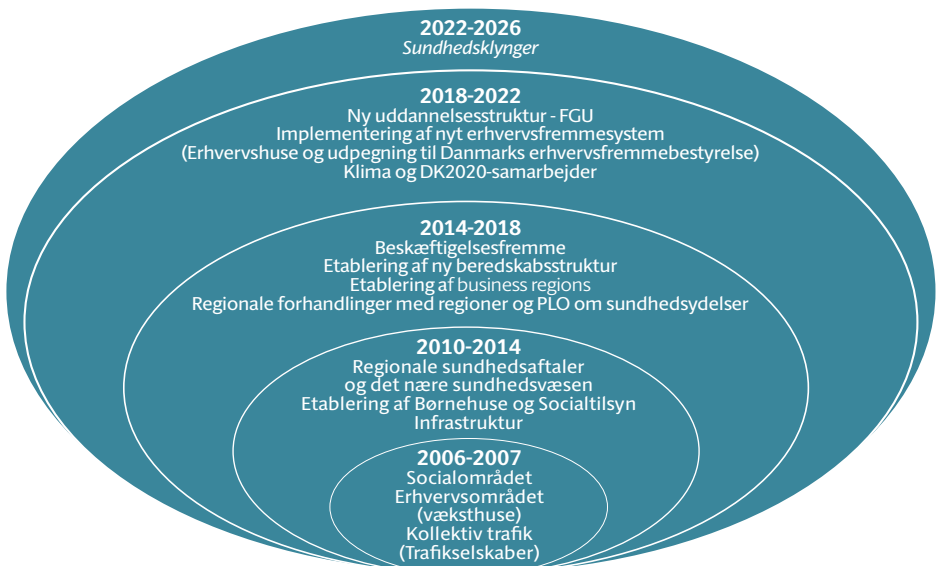 2022-2026
Sundhedsklynger
2018-2022
Ny uddannelsesstruktur - FGU
Implementering af nyt erhvervsfremmesystem
(Erhvervshuse og udpegning til Danmarks erhvervsfremmebestyrelse)
Klima og DK2020-samarbejder
2014-2018
Beskæftigelsesfremme
Etablering af ny beredskabsstruktur
Etablering af business regions
Regionale forhandlinger med regioner og PLO om sundhedsydelser
2010-2014
Regionale sundhedsaftaler
og det nære sundhedsvæsen
Etablering af Børnehuse og Socialtilsyn
Infrastruktur
2006-2007
Socialområdet
Erhvervsområdet
(væksthuse)
Kollektiv trafik
(Trafikselskaber)